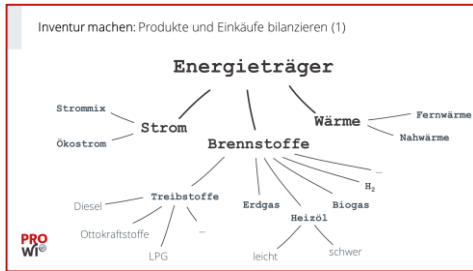 Inventur machen: Produkte und Einkäufe bilanzieren (1)
Energieträger
Strommix
Ökostrom
Strom
Brennstoffe
Wärme
Fernwärme
Nahwärme
Treibstoffe
Erdgas
Heizöl
Biogas
H₂
...
Diesel
Ottokraftstoffe
LPG
...
leicht
schwer
PRO
WI